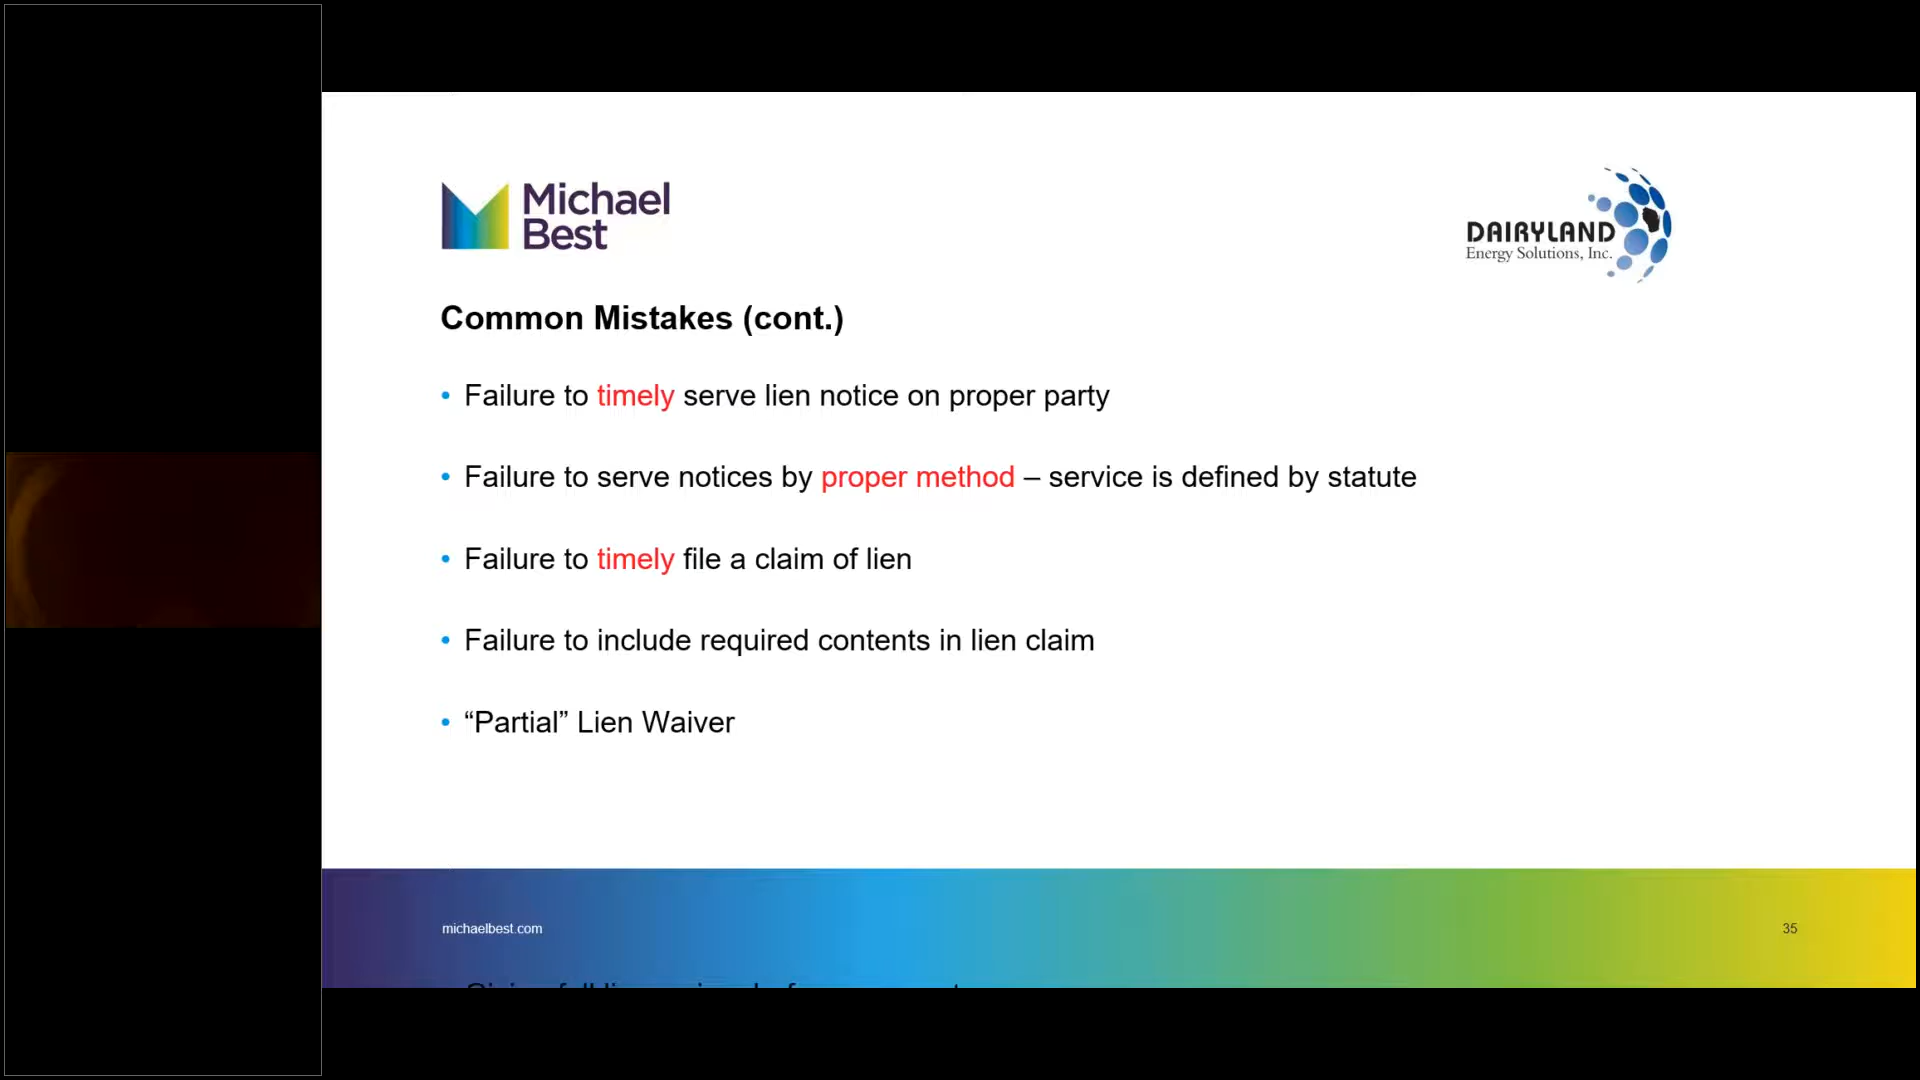 Michael
Best
DAIRYLAND
Energy Solutions, Inc.
Common Mistakes (cont.)
• Failure to timely serve lien notice on proper party
• Failure to serve notices by proper method – service is defined by statute
• Failure to timely file a claim of lien
• Failure to include required contents in lien claim
• “Partial” Lien Waiver
michaelbest.com
35